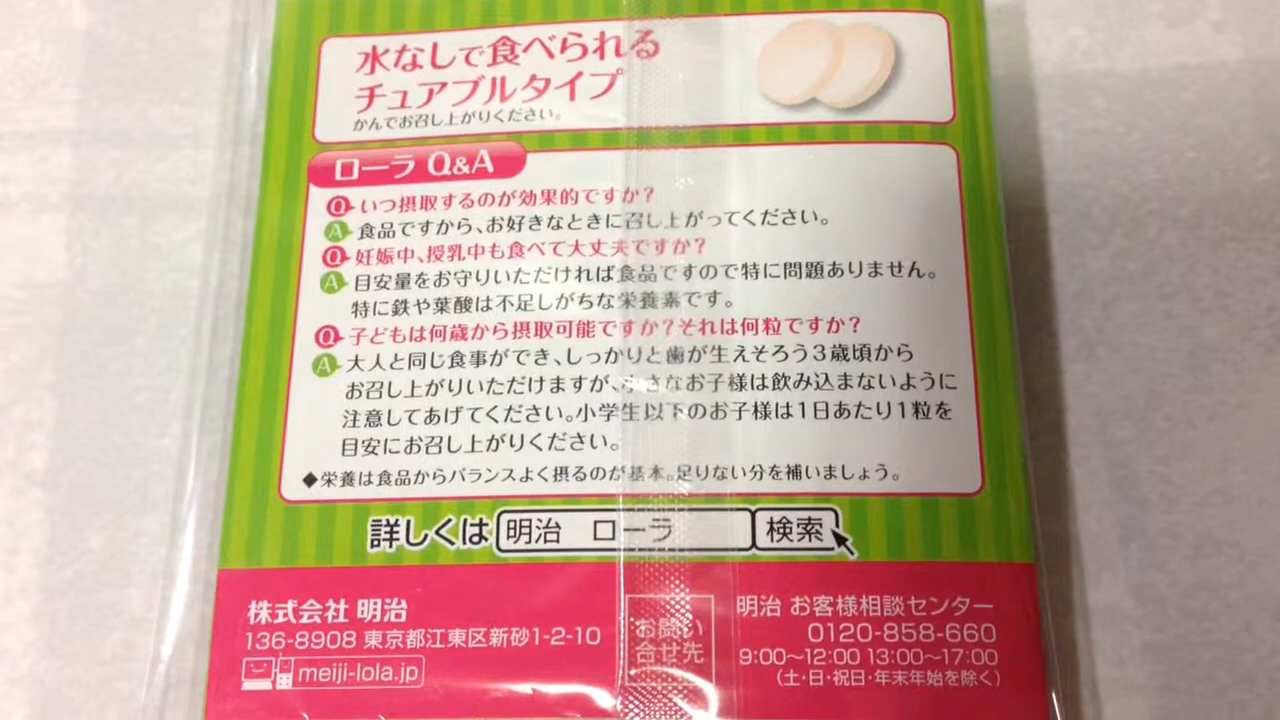 水なしで食べられる
チュアブルタイプ
かんでお召し上がりください。
ローラ Q&A
Q いつ摂取するのが効果的ですか?
A 食品ですから、お好きなときに召し上がってください。
Q 妊娠中、授乳中も食べて大丈夫ですか?
A 目安量をお守りいただければ食品ですので特に問題ありません。
特に鉄や葉酸は不足しがちな栄養素です。
Q 子どもは何歳から摂取可能ですか?それは何粒ですか?
A 大人と同じ食事ができ、しっかりと歯が生えそろう3歳頃から
お召し上がりいただけますが、小さなお子様は飲み込まないように
注意してあげてください。小学生以下のお子様は1日あたり1粒を
目安にお召し上がりください。
◆栄養は食品からバランスよく摂るのが基本。足りない分を補いましょう。
詳しくは 明治 ローラ 検索
株式会社 明治
136-8908 東京都江東区新砂1-2-10
meiji-lola.jp
お問い
合せ先
明治 お客様相談センター
0120-858-660
9:00〜12:00 13:00〜17:00
(土・日・祝日・年末年始を除く)